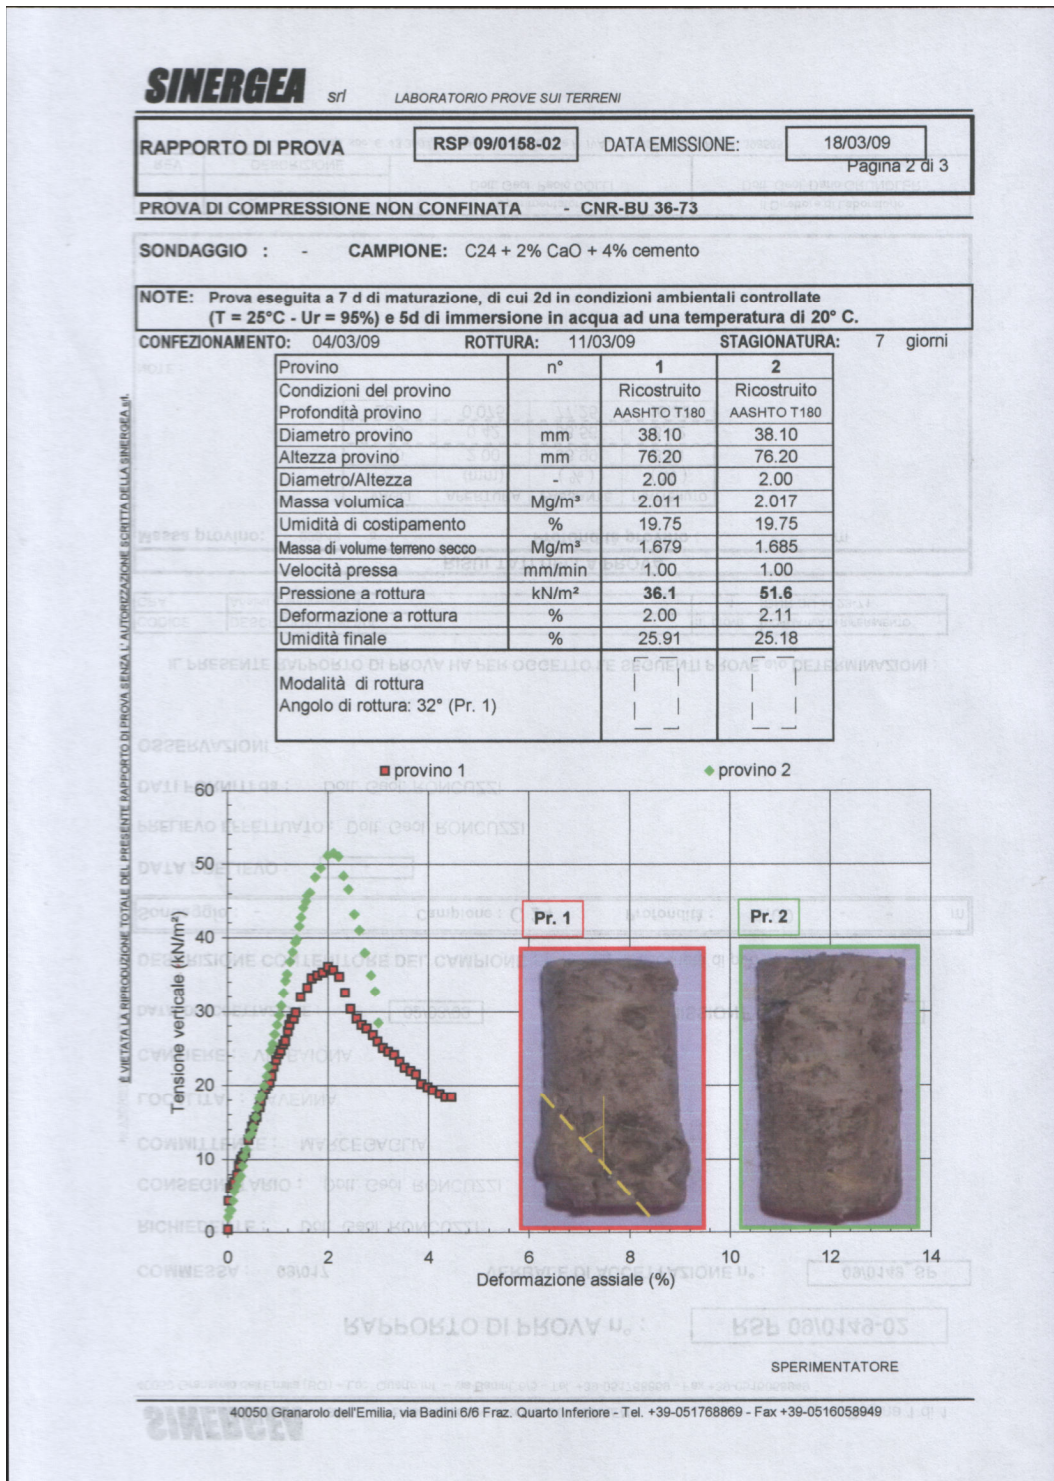 SINERGEA srl LABORATORIO PROVE SUI TERRENI
RAPPORTO DI PROVA RSP 09/0158-02 DATA EMISSIONE: 18/03/09
Pagina 2 di 3
PROVA DI COMPRESSIONE NON CONFINATA - CNR-BU 36-73
SONDAGGIO : - CAMPIONE: C24 + 2% CaO + 4% cemento
NOTE: Prova eseguita a 7 d di maturazione, di cui 2d in condizioni ambientali controllate
(T = 25°C - Ur = 95%) e 5d di immersione in acqua ad una temperatura di 20° C.
CONFEZIONAMENTO: 04/03/09 ROTTURA: 11/03/09 STAGIONATURA: 7 giorni
Provino n° 1 2
Condizioni del provino Ricostruito Ricostruito
Profondità provino AASHTO T180 AASHTO T180
Diametro provino mm 38.10 38.10
Altezza provino mm 76.20 76.20
Diametro/Altezza - 2.00 2.00
Massa volumica Mg/m³ 2.011 2.017
Umidità di costipamento % 19.75 19.75
Massa di volume terreno secco Mg/m³ 1.679 1.685
Velocità pressa mm/min 1.00 1.00
Pressione a rottura kN/m² 36.1 51.6
Deformazione a rottura % 2.00 2.11
Umidità finale % 25.91 25.18
Modalità di rottura
Angolo di rottura: 32° (Pr. 1)
provino 1 provino 2
60
50
40
30
20
10
0
Tensione verticale (kN/m²)
Pr. 1 Pr. 2
0 2 4 6 8 10 12 14
Deformazione assiale (%)
È VIETATA LA RIPRODUZIONE TOTALE DEL PRESENTE RAPPORTO DI PROVA SENZA L' AUTORIZZAZIONE SCRITTA DELLA SINERGEA srl.
SPERIMENTATORE
40050 Granarolo dell'Emilia, via Badini 6/6 Fraz. Quarto Inferiore - Tel. +39-051768869 - Fax +39-0516058949